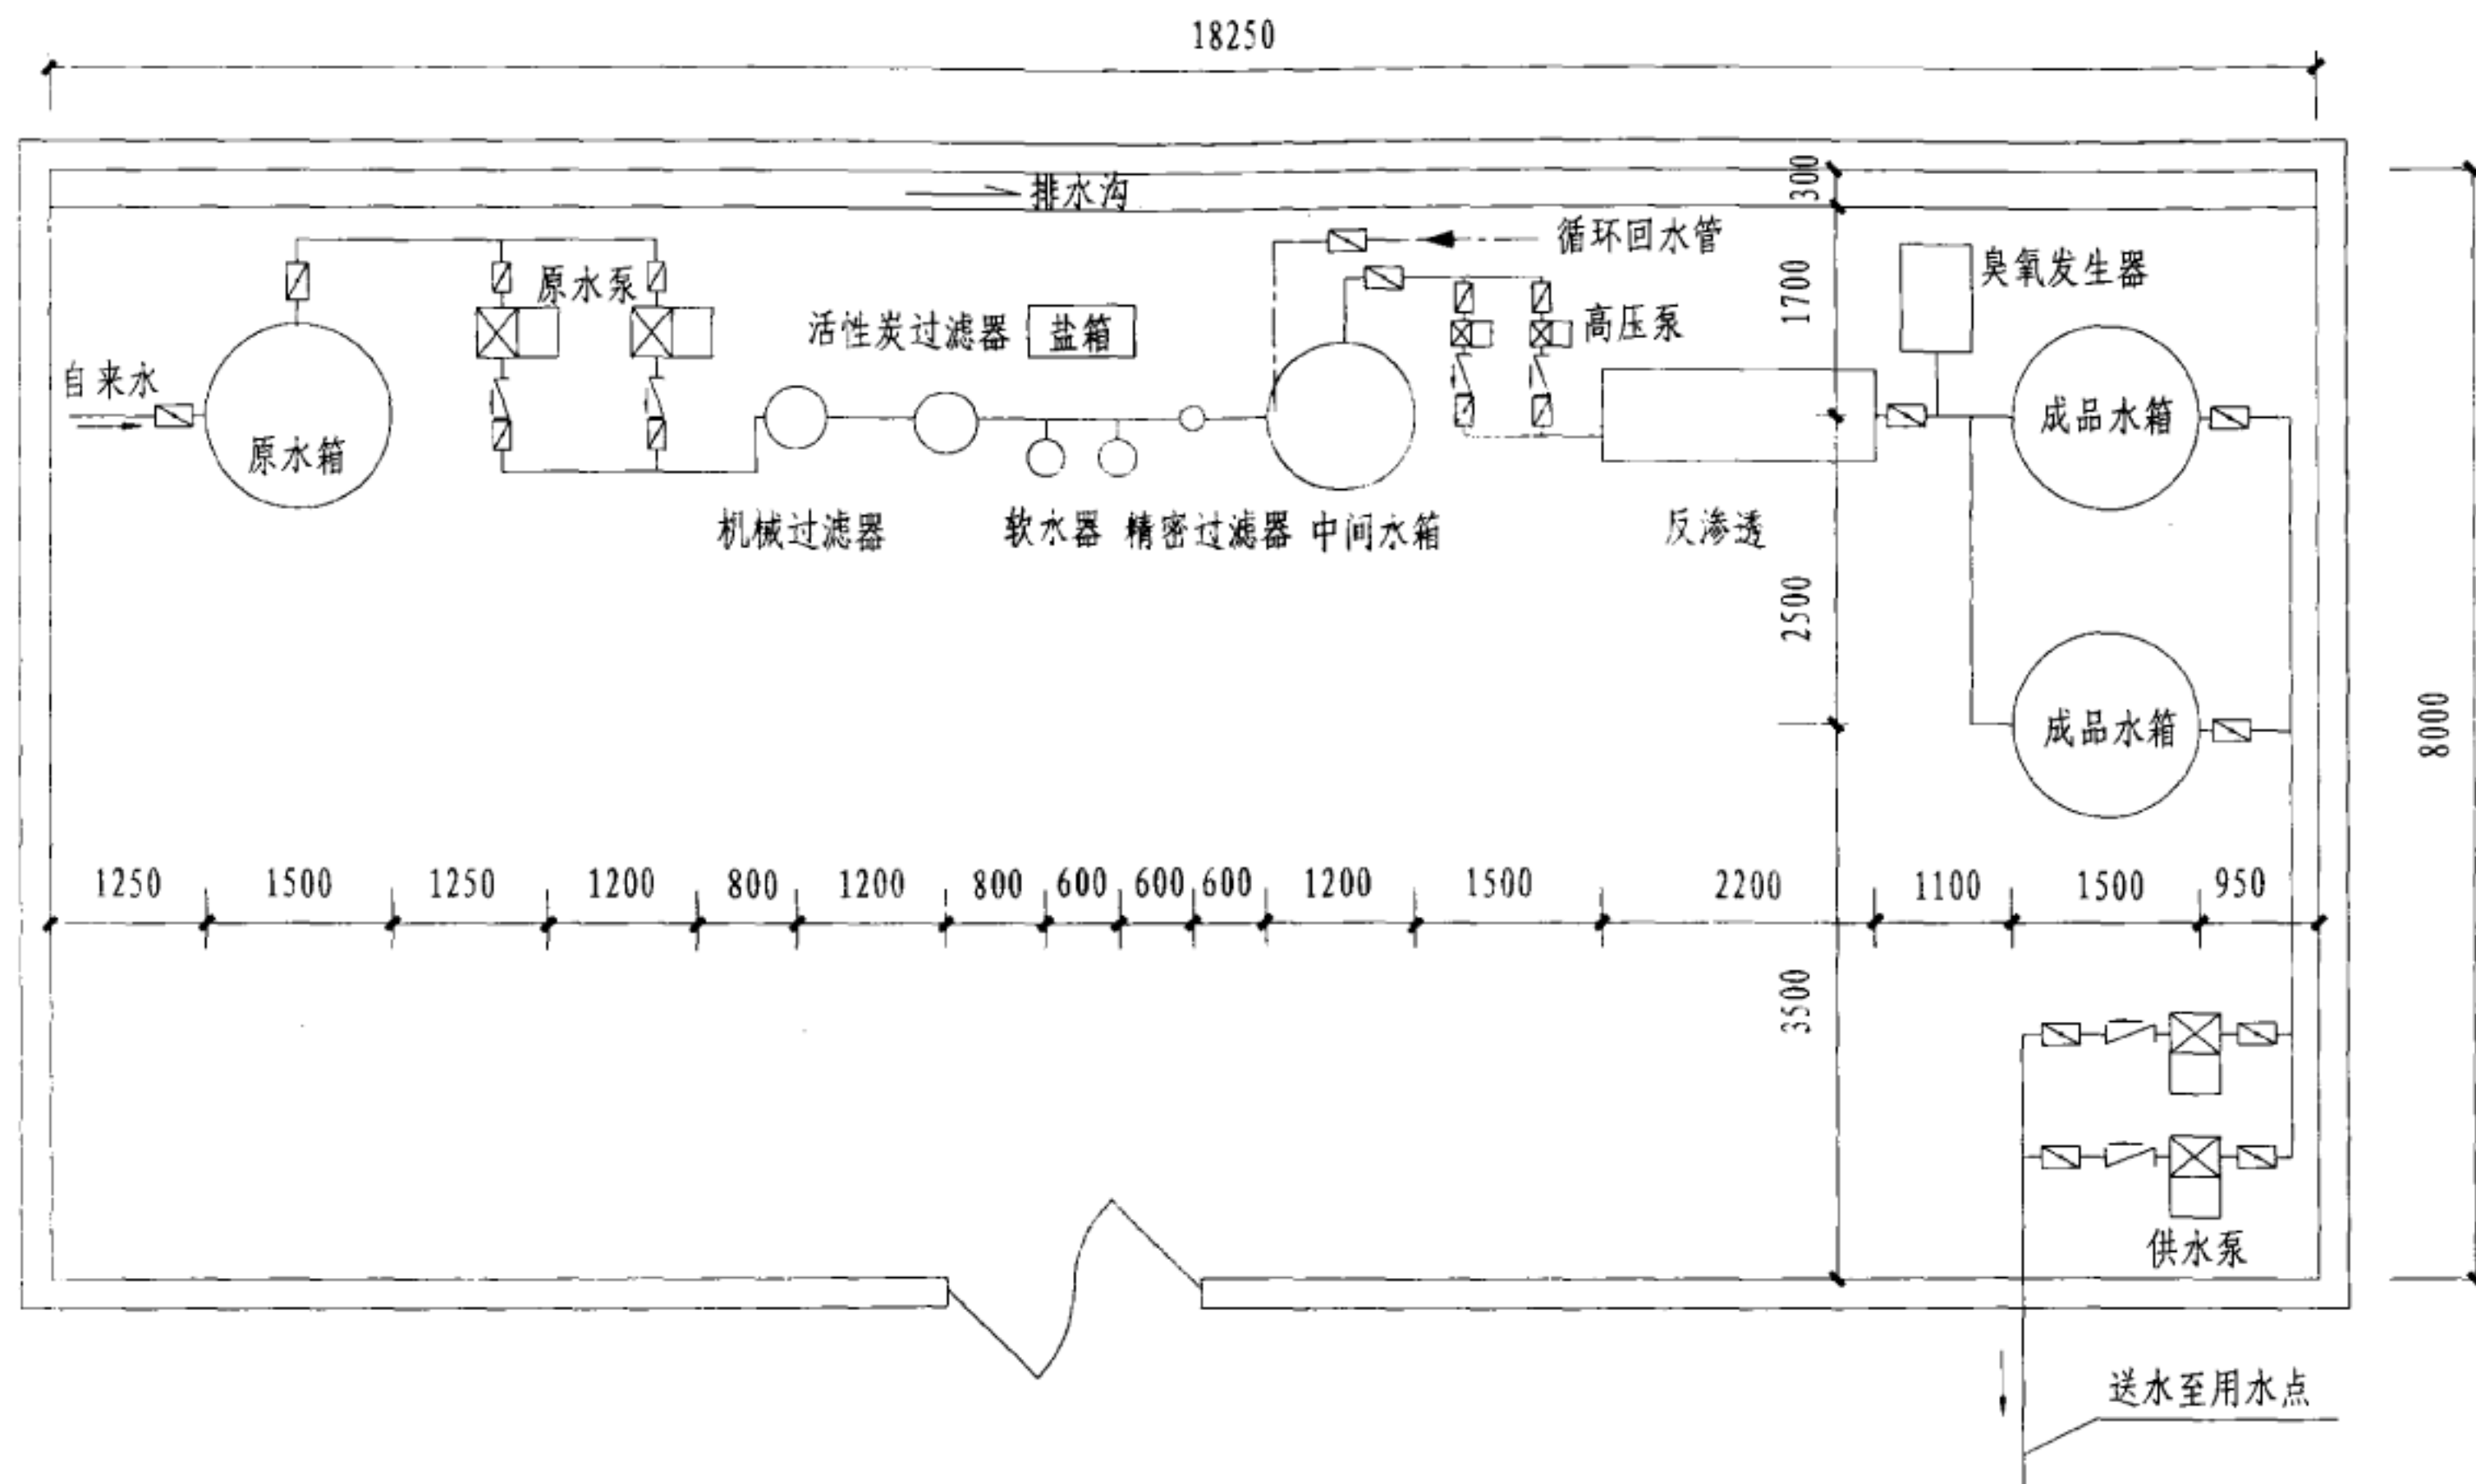 18250
排水沟
300
循环回水管
臭氧发生器
原水泵
1700
活性炭过滤器
盐箱
高压泵
自来水
原水箱
成品水箱
机械过滤器
软水器
精密过滤器
中间水箱
反渗透
2500
成品水箱
8000
1250
1500
1250
1200
800
1200
800
600
600
600
1200
1500
2200
1100
1500
950
3500
供水泵
送水至用水点